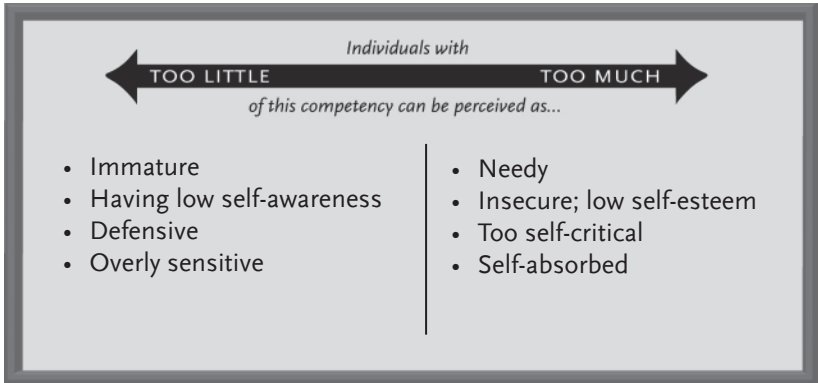 Individuals with
TOO LITTLE TOO MUCH
of this competency can be perceived as...
• Immature
• Having low self-awareness
• Defensive
• Overly sensitive
• Needy
• Insecure; low self-esteem
• Too self-critical
• Self-absorbed